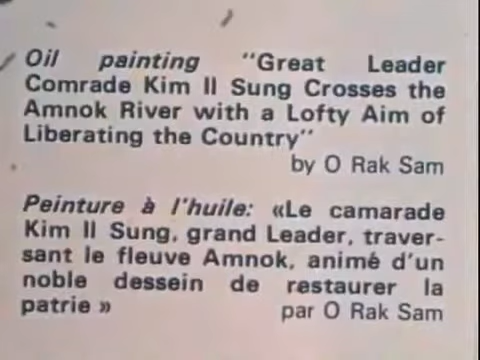 Oil painting "Great Leader
Comrade Kim Il Sung Crosses the
Amnok River with a Lofty Aim of
Liberating the Country"
by O Rak Sam
Peinture à l'huile: «Le camarade
Kim Il Sung, grand Leader, traver-
sant le fleuve Amnok, animé d'un
noble dessein de restaurer la
patrie» par O Rak Sam